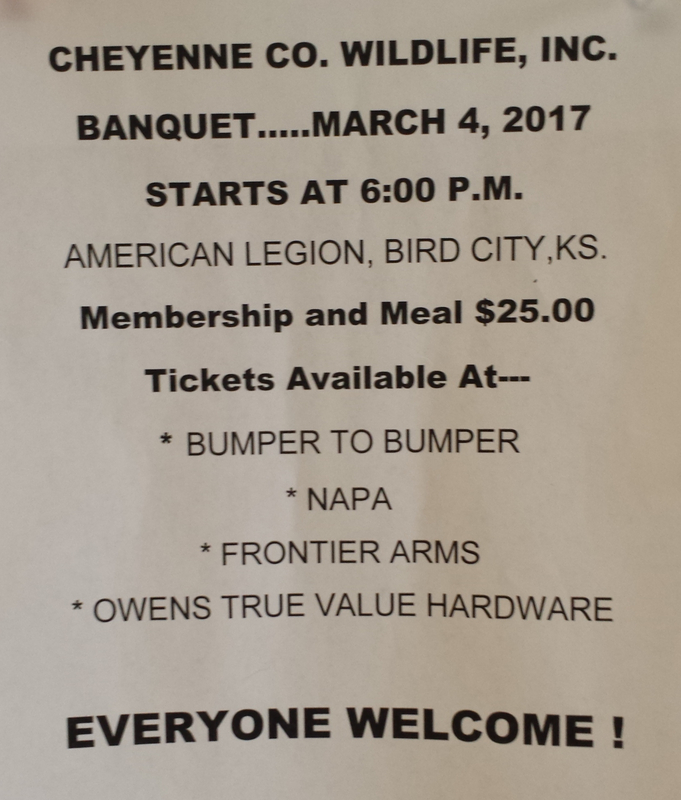 CHEYENNE CO. WILDLIFE, INC.
BANQUET.....MARCH 4, 2017
STARTS AT 6:00 P.M.
AMERICAN LEGION, BIRD CITY,KS.
Membership and Meal $25.00
Tickets Available At---
* BUMPER TO BUMPER
* NAPA
* FRONTIER ARMS
* OWENS TRUE VALUE HARDWARE
EVERYONE WELCOME !